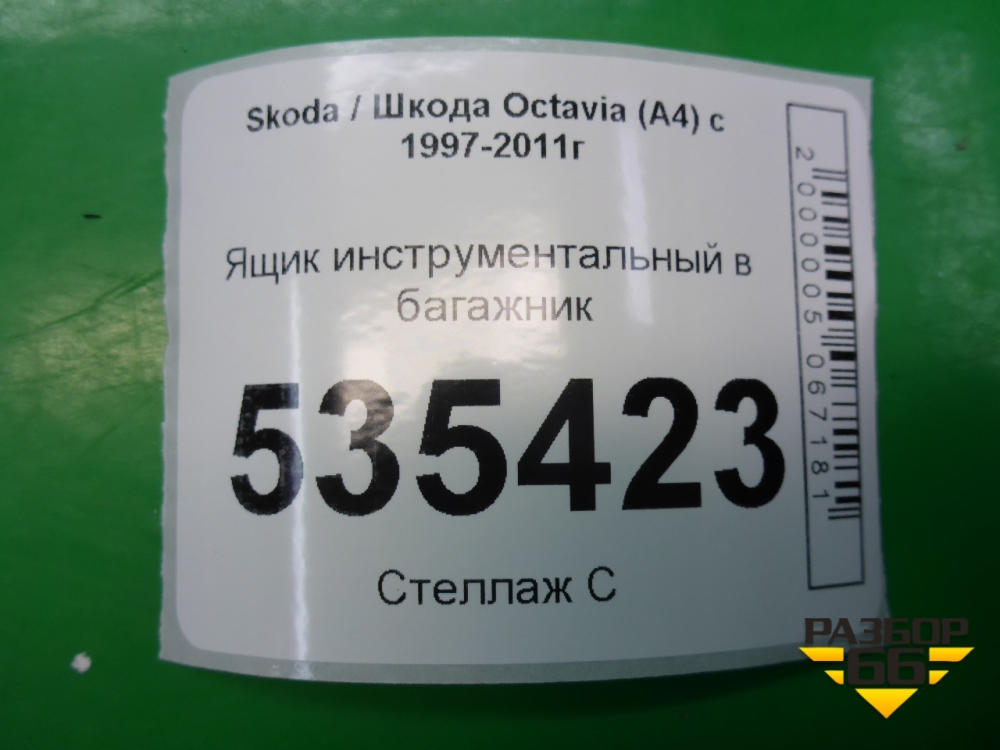 Skoda / Шкода Octavia (A4) с
1997-2011г
Ящик инструментальный в
багажник
535423
Стеллаж С
2000005067181
РАЗБОР
66